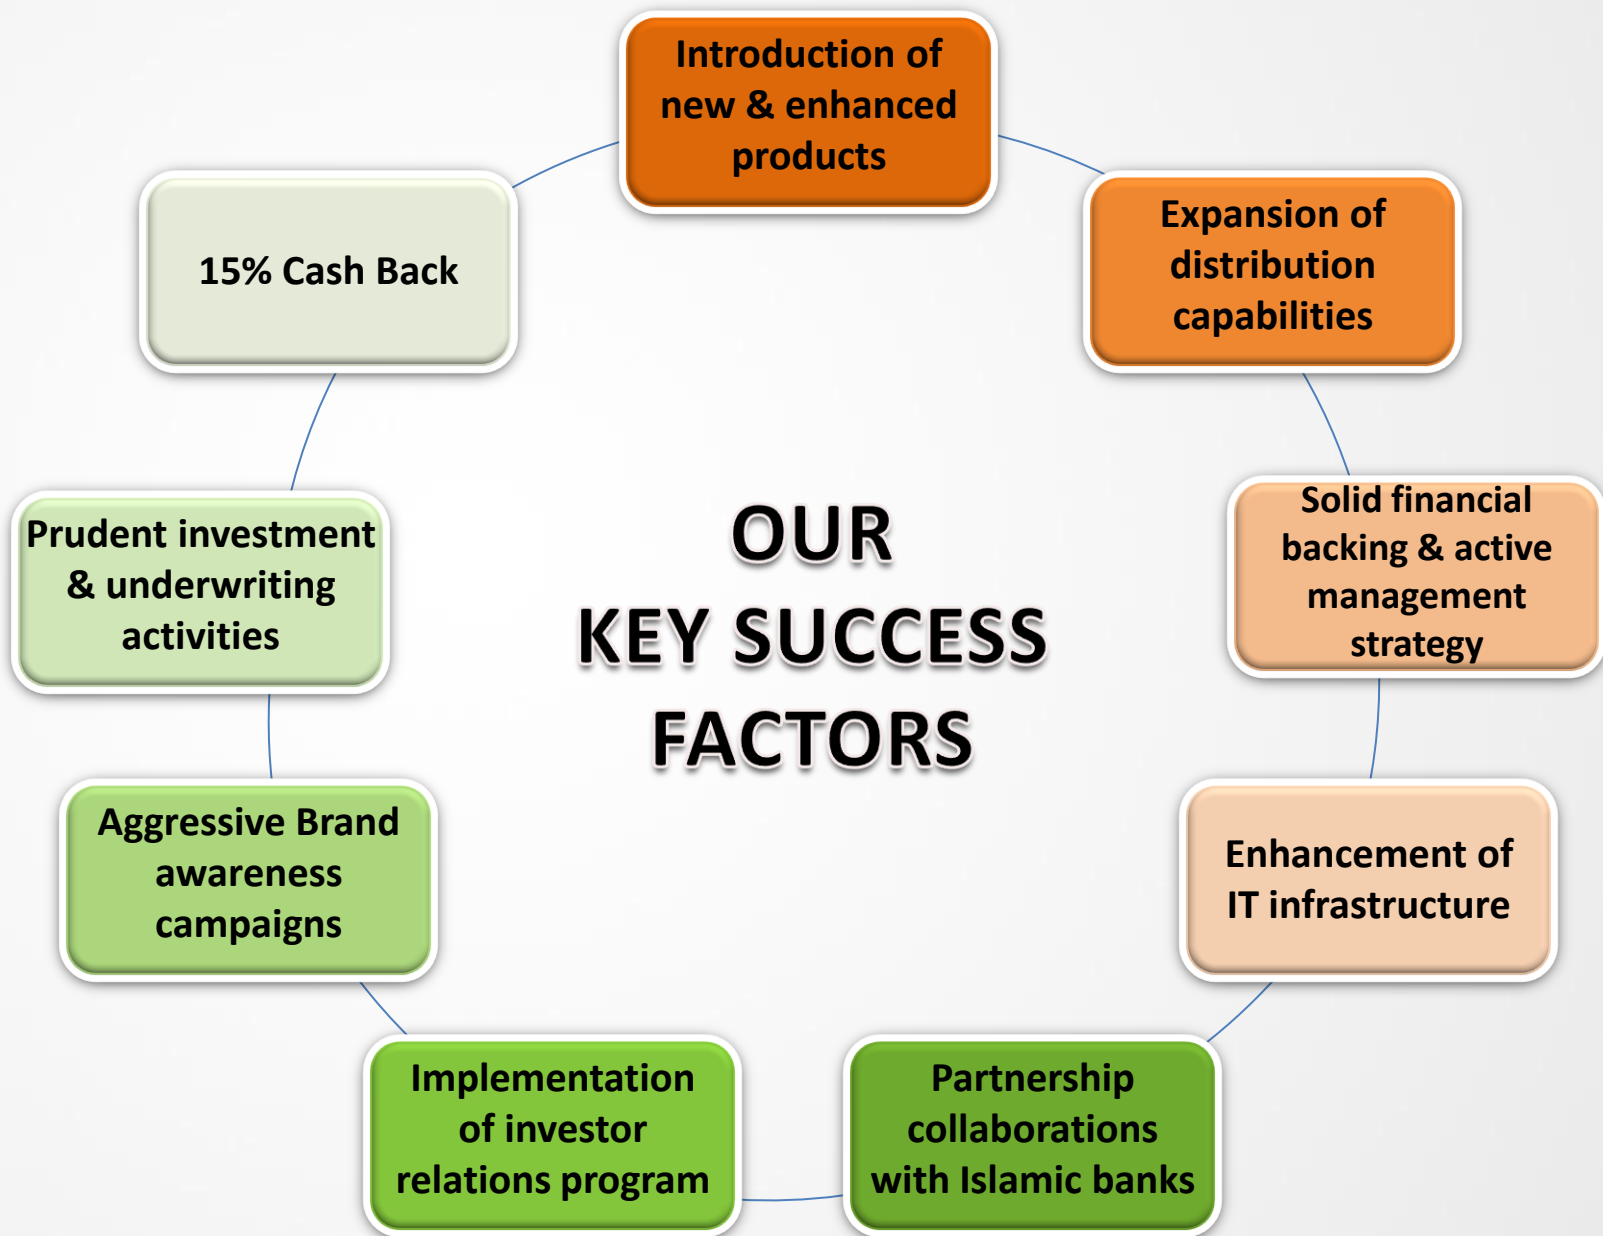 Introduction of
new & enhanced
products
Expansion of
distribution
capabilities
Solid financial
backing & active
management
strategy
Enhancement of
IT infrastructure
Partnership
collaborations
with Islamic banks
Implementation
of investor
relations program
Aggressive Brand
awareness
campaigns
Prudent investment
& underwriting
activities
15% Cash Back
OUR
KEY SUCCESS
FACTORS